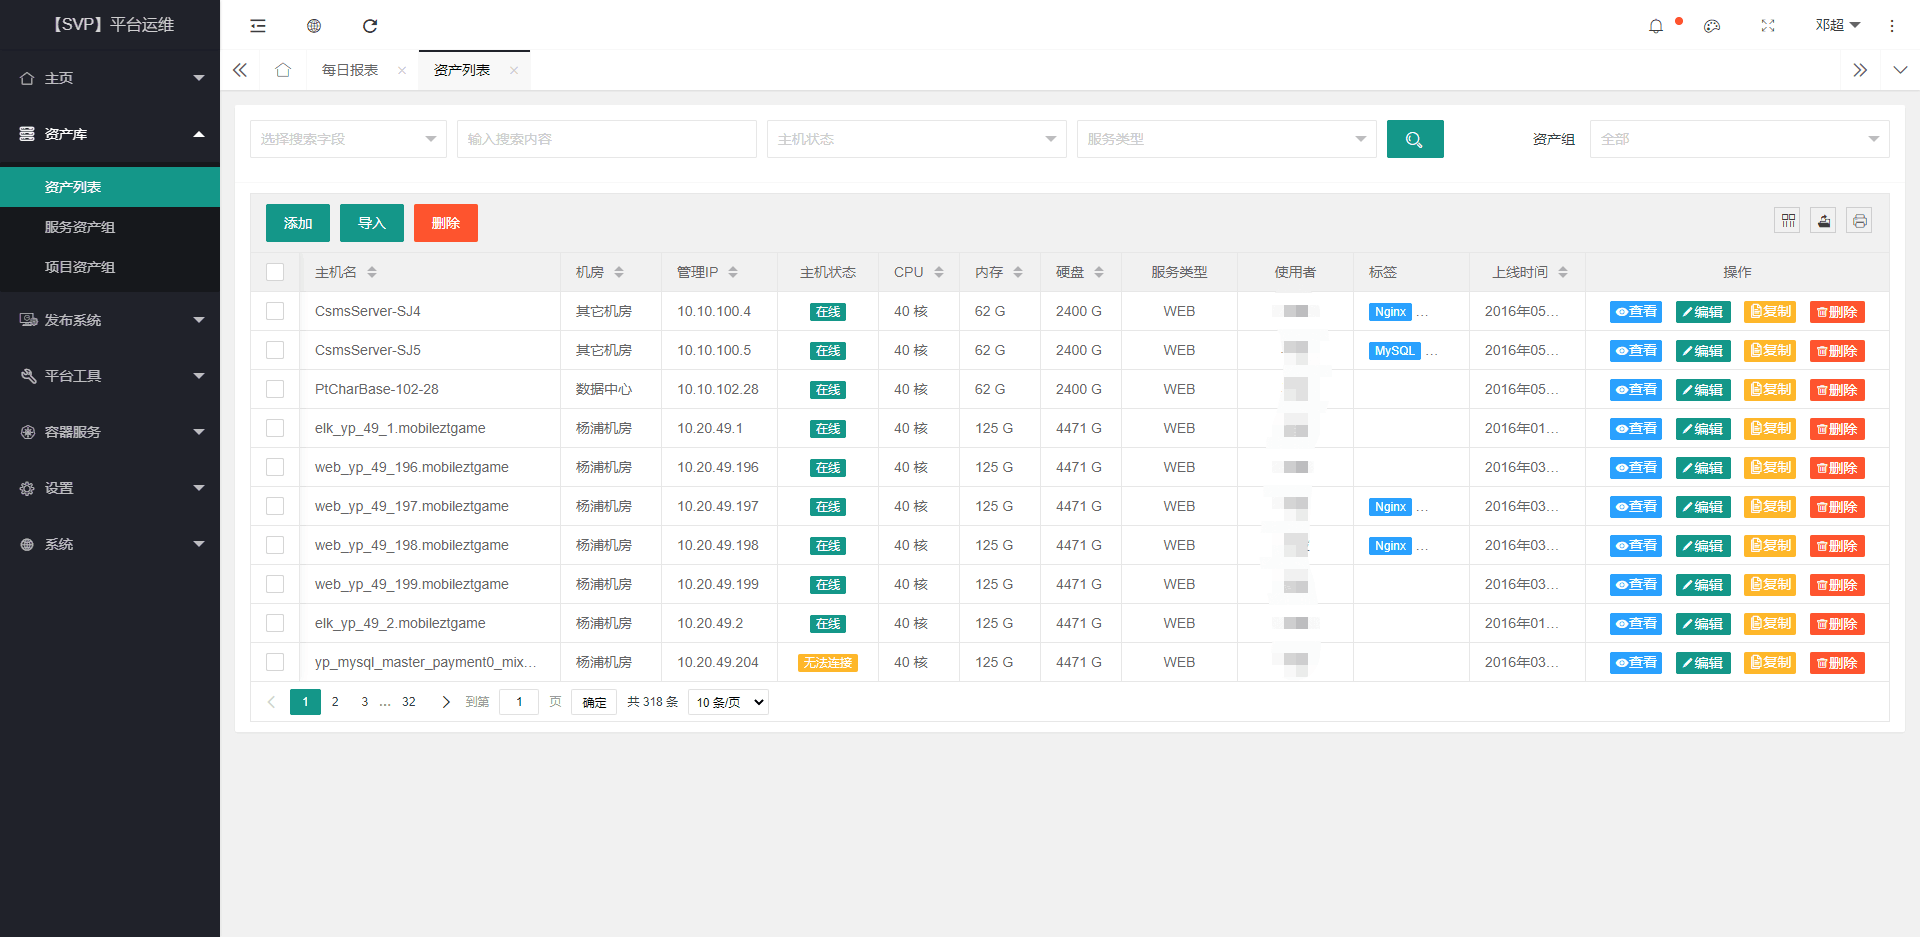 【SVP】平台运维
邓超
主页
每日报表
资产列表
资产库
选择搜索字段 输入搜索内容 主机状态 服务类型 资产组 全部
资产列表
服务资产组
项目资产组
发布系统
平台工具
容器服务
设置
系统
添加 导入 删除
主机名 机房 管理IP 主机状态 CPU 内存 硬盘 服务类型 使用者 标签 上线时间 操作
CsmsServer-SJ4 其它机房 10.10.100.4 在线 40 核 62 G 2400 G WEB Nginx ... 2016年05... 查看 编辑 复制 删除
CsmsServer-SJ5 其它机房 10.10.100.5 在线 40 核 62 G 2400 G WEB MySQL ... 2016年05... 查看 编辑 复制 删除
PtCharBase-102-28 数据中心 10.10.102.28 在线 40 核 62 G 2400 G WEB 2016年05... 查看 编辑 复制 删除
elk_yp_49_1.mobileztgame 杨浦机房 10.20.49.1 在线 40 核 125 G 4471 G WEB 2016年01... 查看 编辑 复制 删除
web_yp_49_196.mobileztgame 杨浦机房 10.20.49.196 在线 40 核 125 G 4471 G WEB 2016年03... 查看 编辑 复制 删除
web_yp_49_197.mobileztgame 杨浦机房 10.20.49.197 在线 40 核 125 G 4471 G WEB Nginx ... 2016年03... 查看 编辑 复制 删除
web_yp_49_198.mobileztgame 杨浦机房 10.20.49.198 在线 40 核 125 G 4471 G WEB Nginx ... 2016年03... 查看 编辑 复制 删除
web_yp_49_199.mobileztgame 杨浦机房 10.20.49.199 在线 40 核 125 G 4471 G WEB 2016年03... 查看 编辑 复制 删除
elk_yp_49_2.mobileztgame 杨浦机房 10.20.49.2 在线 40 核 125 G 4471 G WEB 2016年01... 查看 编辑 复制 删除
yp_mysql_master_payment0_mix... 杨浦机房 10.20.49.204 无法连接 40 核 125 G 4471 G WEB 2016年03... 查看 编辑 复制 删除
1 2 3 ... 32 到第 1 页 确定 共 318 条 10 条/页